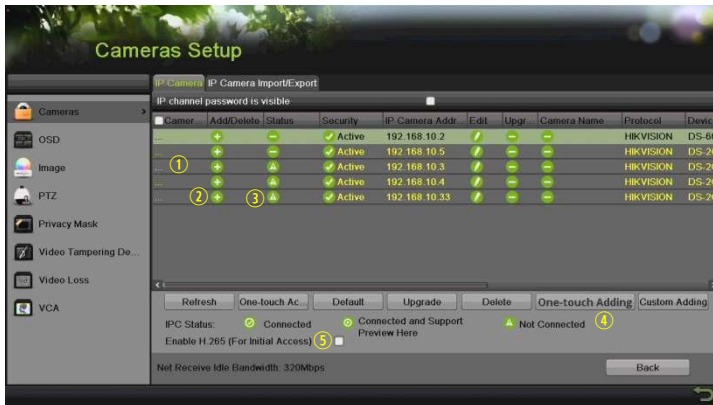 Cameras Setup
IP Camera IP Camera Import/Export
IP channel password is visible
Cameras
OSD
Image
PTZ
Privacy Mask
Video Tampering De...
Video Loss
VCA
Camer... Add/Delete Status Security IP Camera Addr... Edit Upgr... Camera Name Protocol Devic
... Active 192.168.10.2 HIKVISION DS-6
... Active 192.168.10.5 HIKVISION DS-2
... ① Active 192.168.10.3 HIKVISION DS-2
... Active 192.168.10.4 HIKVISION DS-2
... ② ③ Active 192.168.10.33 HIKVISION DS-2
Refresh One-touch Ac... Default Upgrade Delete One-touch Adding Custom Adding
IPC Status: Connected Connected and Support Preview Here Not Connected ④
Enable H.265 (For Initial Access) ⑤
Net Receive Idle Bandwidth: 320Mbps
Back